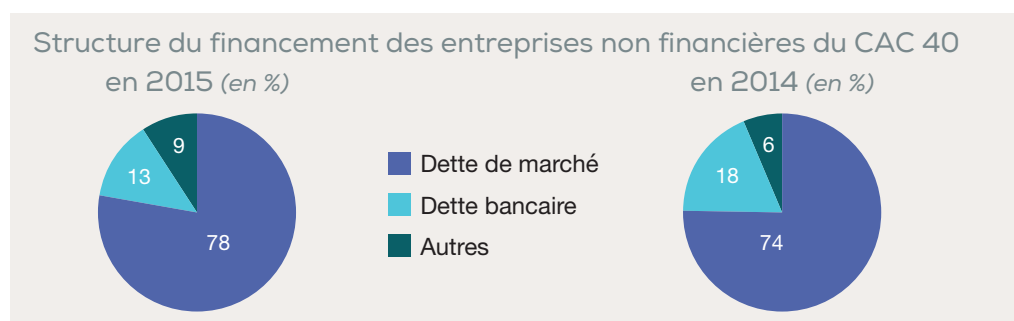 Structure du financement des entreprises non financières du CAC 40
en 2015 (en %)
en 2014 (en %)
9
13
78
Dette de marché
Dette bancaire
Autres
6
18
74